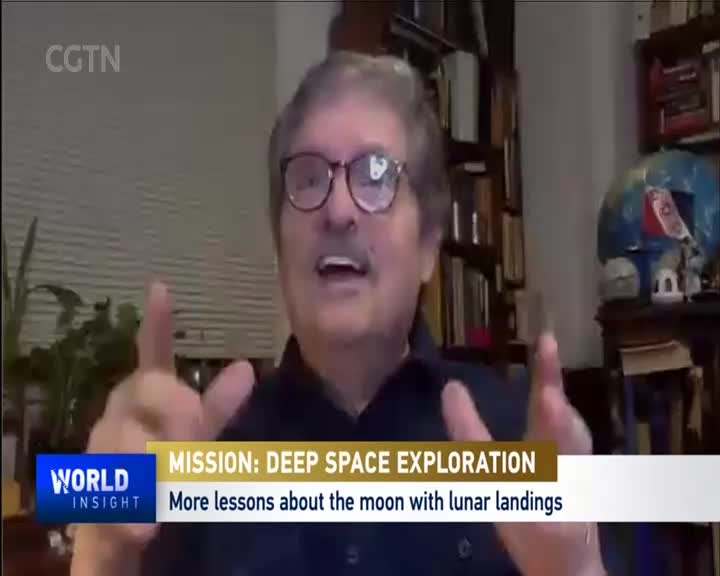 CGTN
MISSION: DEEP SPACE EXPLORATION
WORLD
INSIGHT
More lessons about the moon with lunar landings